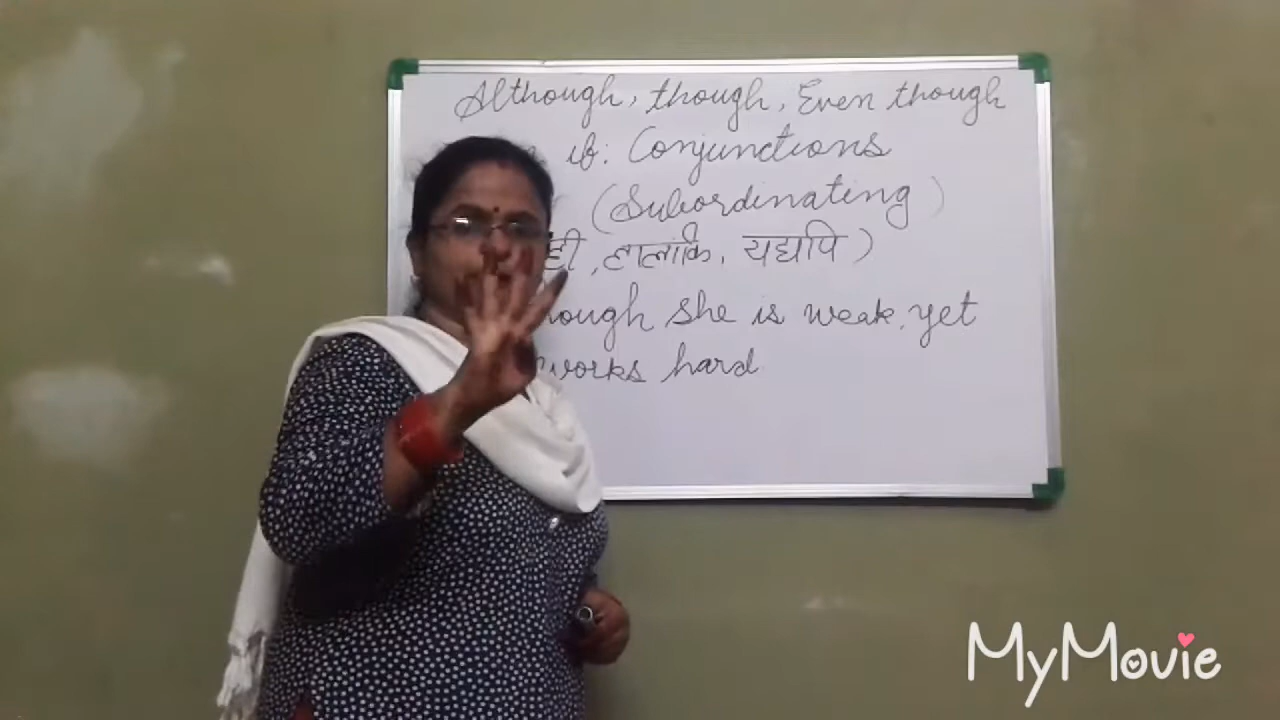 Although, though, Even though
if: Conjunctions
(Subordinating)
ही, हालांकि, यद्यपि)
she is weak, yet
works hard
MyMovie